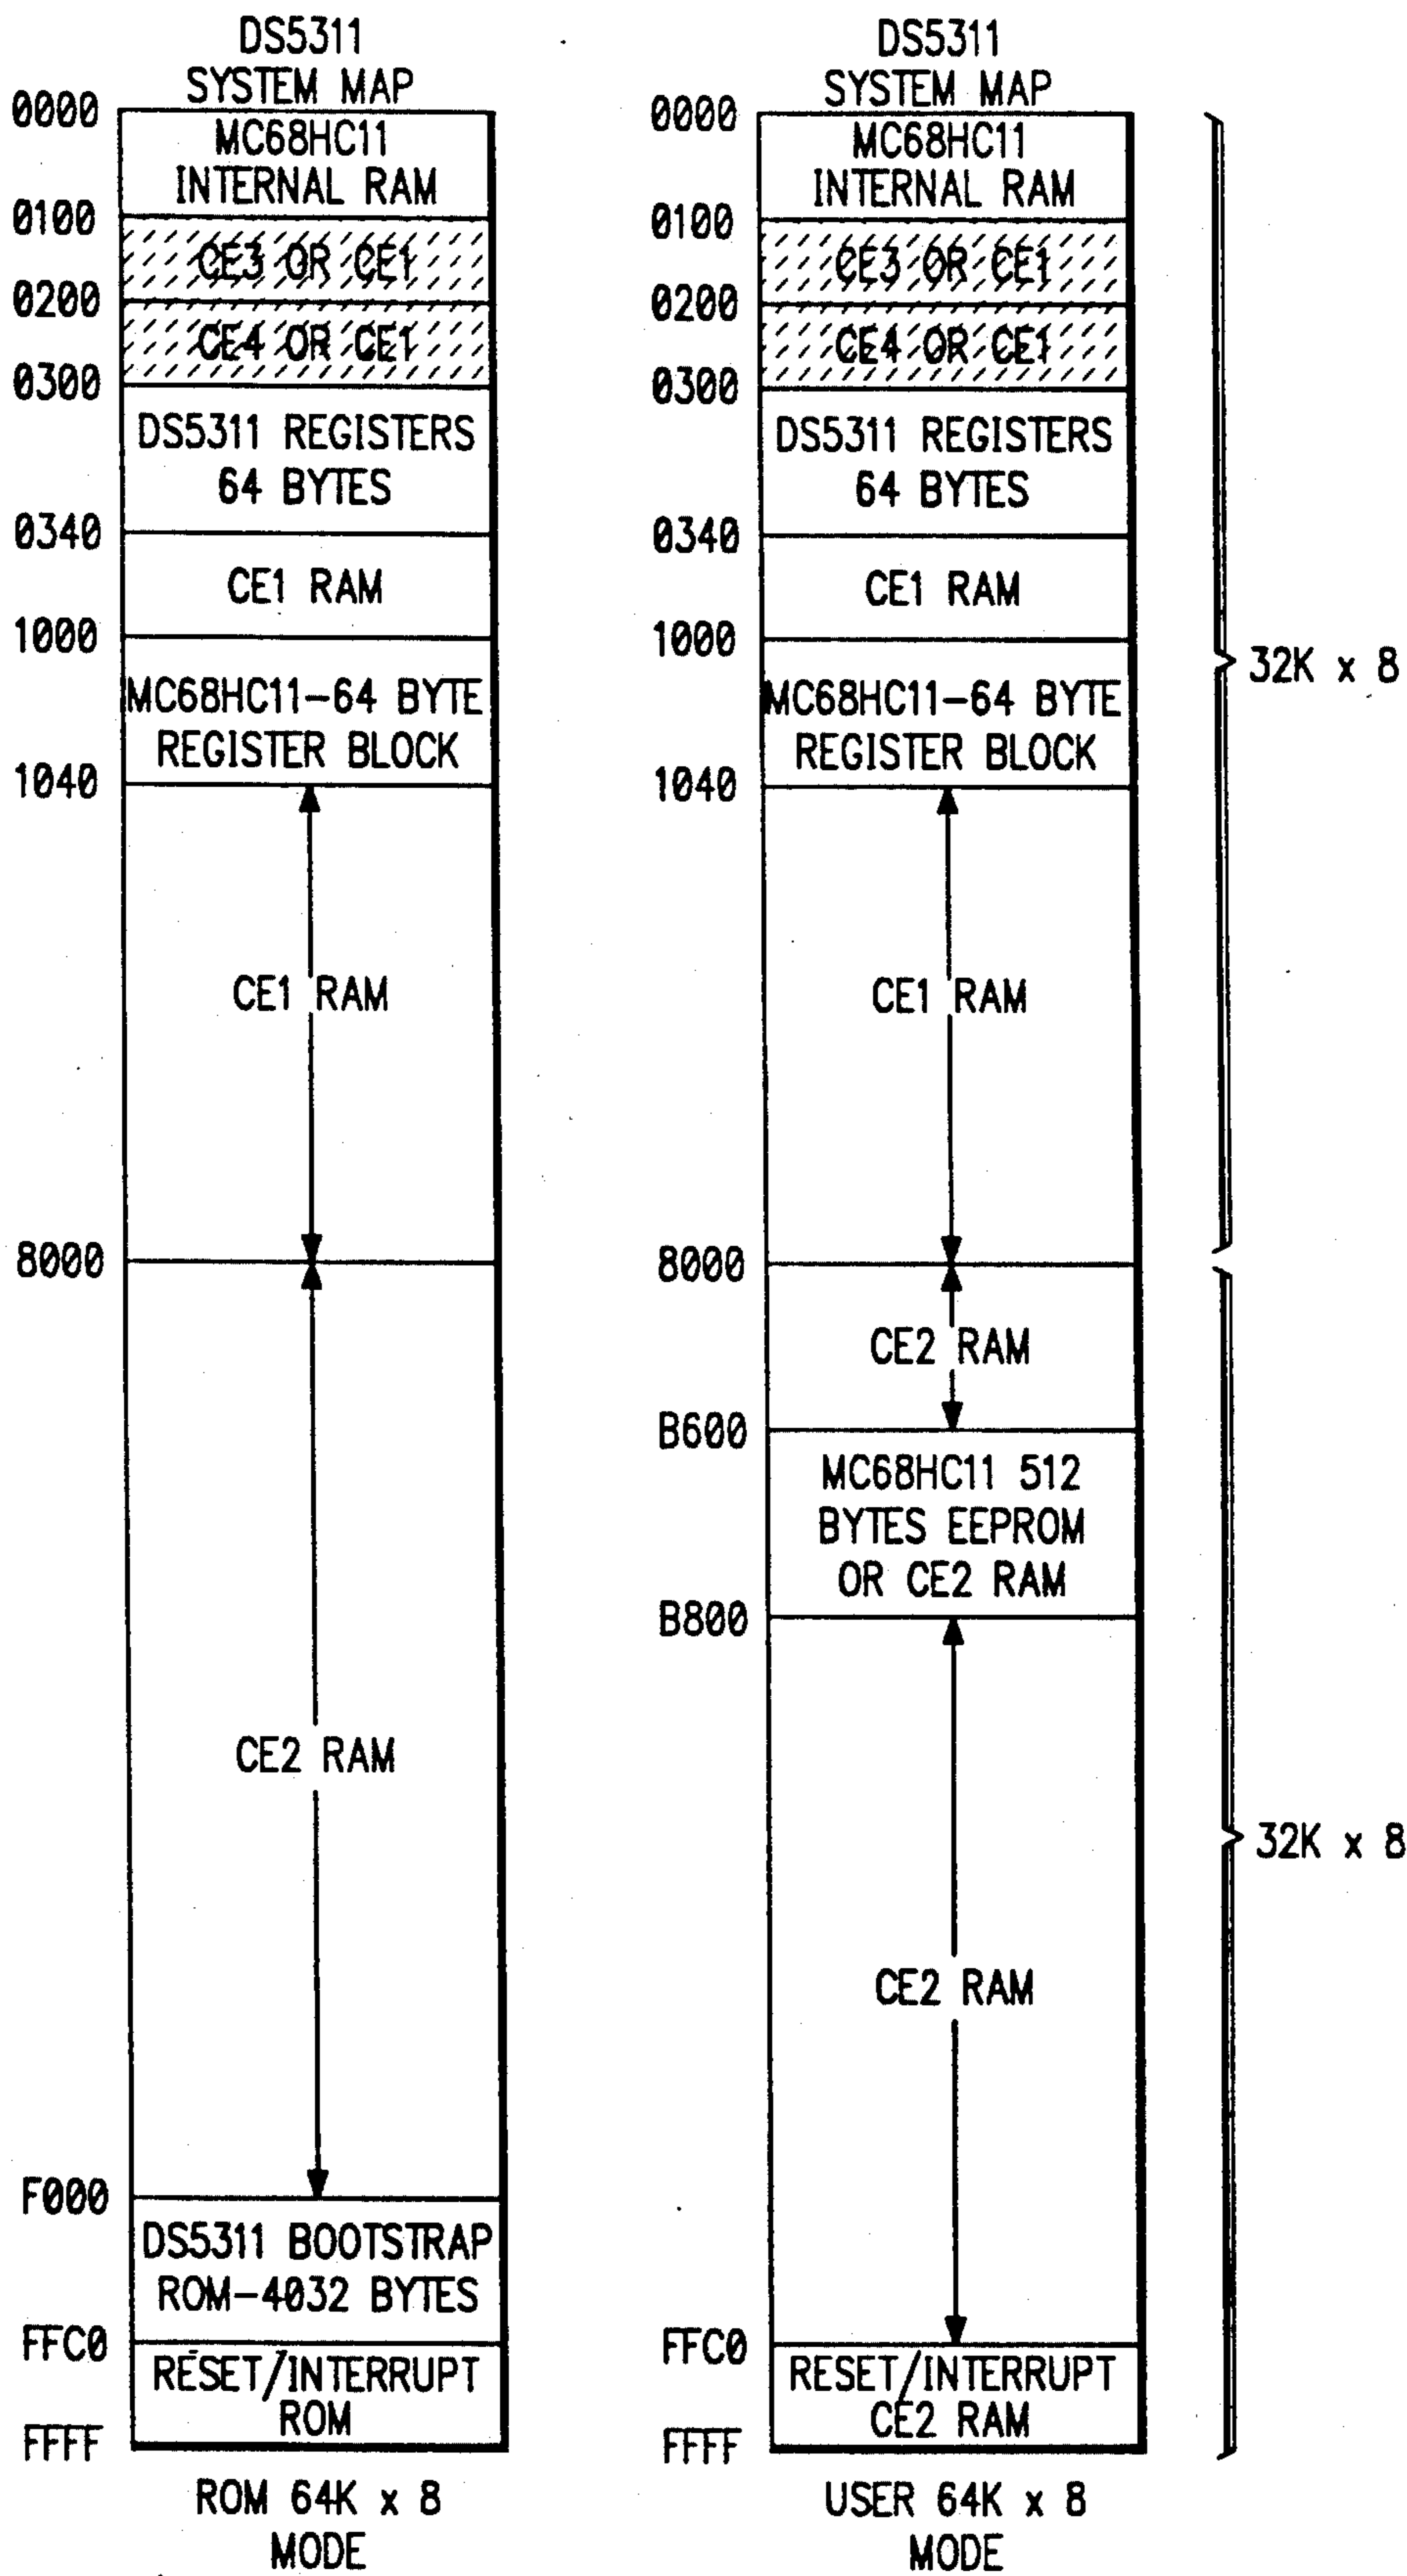 DS5311
SYSTEM MAP
0000
MC68HC11
INTERNAL RAM
0100
CE3 OR CE1
0200
CE4 OR CE1
0300
DS5311 REGISTERS
64 BYTES
0340
CE1 RAM
1000
MC68HC11-64 BYTE
REGISTER BLOCK
1040
CE1 RAM
8000
CE2 RAM
F000
DS5311 BOOTSTRAP
ROM-4032 BYTES
FFC0
RESET/INTERRUPT
ROM
FFFF
ROM 64K x 8
MODE
DS5311
SYSTEM MAP
0000
MC68HC11
INTERNAL RAM
0100
CE3 OR CE1
0200
CE4 OR CE1
0300
DS5311 REGISTERS
64 BYTES
0340
CE1 RAM
1000
MC68HC11-64 BYTE
REGISTER BLOCK
1040
CE1 RAM
8000
CE2 RAM
B600
MC68HC11 512
BYTES EEPROM
OR CE2 RAM
B800
CE2 RAM
FFC0
RESET/INTERRUPT
CE2 RAM
FFFF
USER 64K x 8
MODE
32K x 8
32K x 8